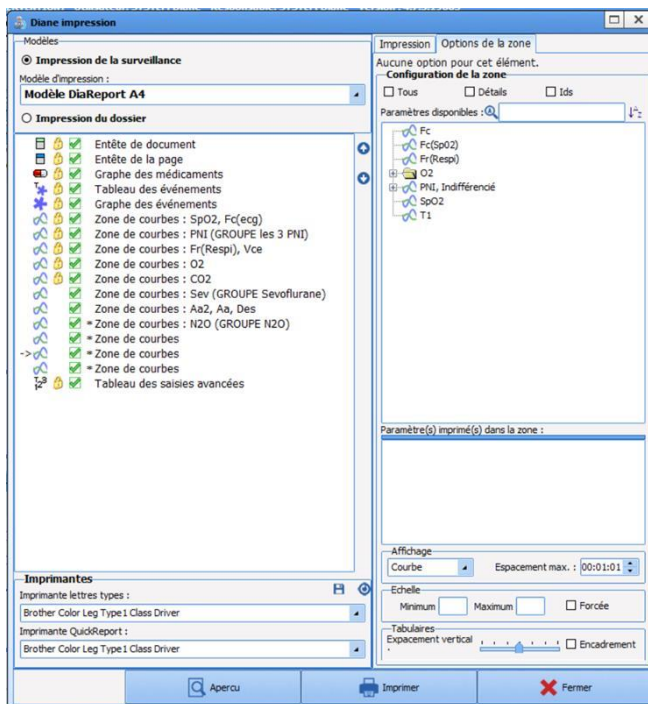 Diane impression
Modèles
Impression de la surveillance
Modèle d'impression :
Modèle DiaReport A4
Impression du dossier
Entête de document
Entête de la page
Graphe des médicaments
Tableau des événements
Graphe des événements
Zone de courbes : SpO2, Fc(ecg)
Zone de courbes : PNI (GROUPE les 3 PNI)
Zone de courbes : Fr(Respi), Vce
Zone de courbes : O2
Zone de courbes : CO2
Zone de courbes : Sev (GROUPE Sevoflurane)
Zone de courbes : Aa2, Aa, Des
* Zone de courbes : N2O (GROUPE N2O)
* Zone de courbes
-> * Zone de courbes
* Zone de courbes
Tableau des saisies avancées
Imprimantes
Imprimante lettres types :
Brother Color Leg Type1 Class Driver
Imprimante QuickReport :
Brother Color Leg Type1 Class Driver
Impression Options de la zone
Aucune option pour cet élément.
Configuration de la zone
Tous Détails Ids
Paramètres disponibles :
Fc
Fc(Sp02)
Fr(Respi)
O2
PNI, Indifférencié
SpO2
T1
Paramètre(s) imprimé(s) dans la zone :
Affichage
Courbe Espacement max. : 00:01:01
Echelle
Minimum Maximum Forcée
Tabulaires
Expacement vertical Encadrement
:
Apercu Imprimer Fermer